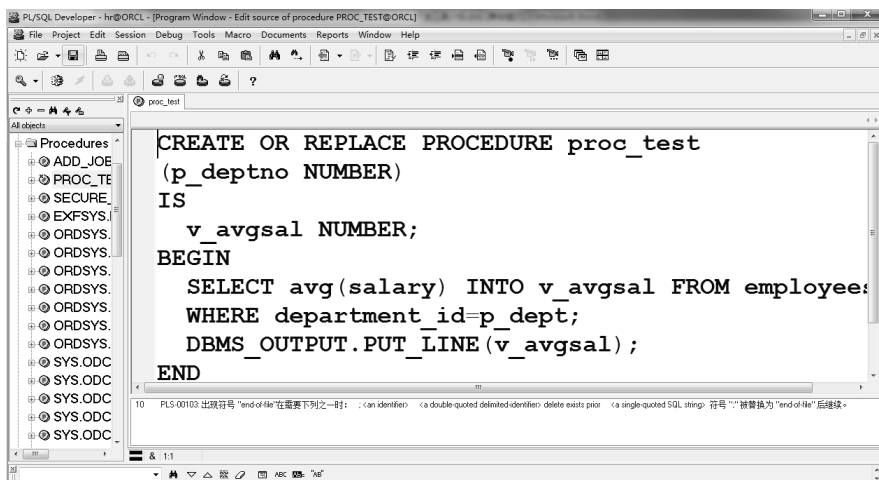 PL/SQL Developer - hr@ORCL - [Program Window - Edit source of procedure PROC_TEST@ORCL]
File Project Edit Session Debug Tools Macro Documents Reports Window Help
proc_test
All objects
Procedures
ADD_JOB
PROC_TE
SECURE_
EXFSYS.
ORDSYS.
ORDSYS.
ORDSYS.
ORDSYS.
ORDSYS.
ORDSYS.
ORDSYS.
SYS.ODC
SYS.ODC
SYS.ODC
SYS.ODC
SYS.ODC
CREATE OR REPLACE PROCEDURE proc_test
(p_deptno NUMBER)
IS
v_avgsal NUMBER;
BEGIN
SELECT avg(salary) INTO v_avgsal FROM employees
WHERE department_id=p_dept;
DBMS_OUTPUT.PUT_LINE(v_avgsal);
END
10 PLS-00103: 出现符号 "end-of-file"在需要下列之一时： ; <an identifier> <a double-quoted delimited-identifier> delete exists prior <a single-quoted SQL string> 符号 ";" 被替换为 "end-of-file" 后继续。
& 1:1
ABC "AB"